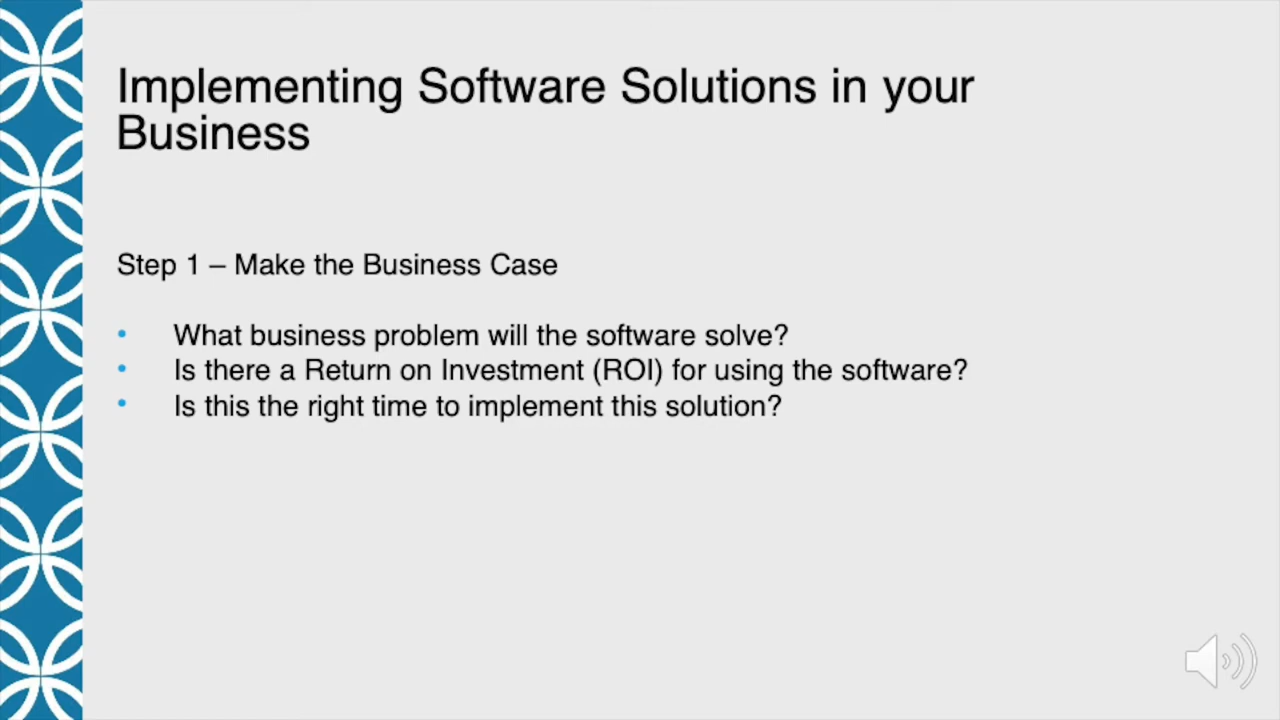 Implementing Software Solutions in your
Business
Step 1 – Make the Business Case
• What business problem will the software solve?
• Is there a Return on Investment (ROI) for using the software?
• Is this the right time to implement this solution?